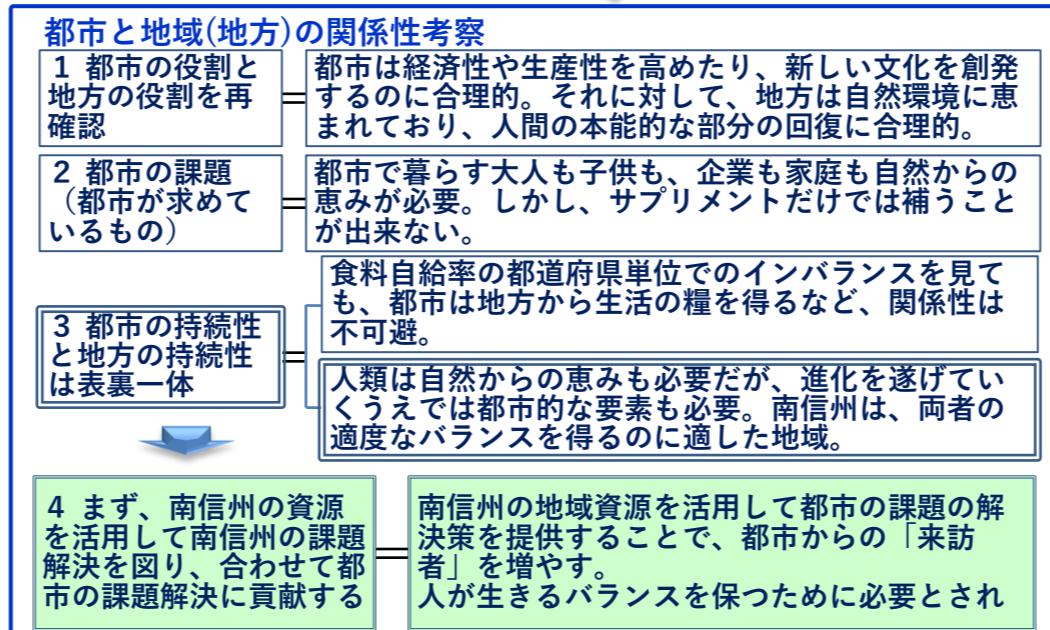 都市と地域(地方)の関係性考察
1 都市の役割と
地方の役割を再
確認
都市は経済性や生産性を高めたり、新しい文化を創発
するのに合理的。それに対して、地方は自然環境に恵
まれており、人間の本能的な部分の回復に合理的。
2 都市の課題
（都市が求めて
いるもの）
都市で暮らす大人も子供も、企業も家庭も自然からの
恵みが必要。しかし、サプリメントだけでは補うこと
が出来ない。
3 都市の持続性
と地方の持続性
は表裏一体
食料自給率の都道府県単位でのインバランスを見て
も、都市は地方から生活の糧を得るなど、関係性は
不可避。
人類は自然からの恵みも必要だが、進化を遂げてい
くうえでは都市的な要素も必要。南信州は、両者の
適度なバランスを得るのに適した地域。
4 まず、南信州の資源
を活用して南信州の課題
解決を図り、合わせて都
市の課題解決に貢献する
南信州の地域資源を活用して都市の課題の解
決策を提供することで、都市からの「来訪
者」を増やす。
人が生きるバランスを保つために必要とされ